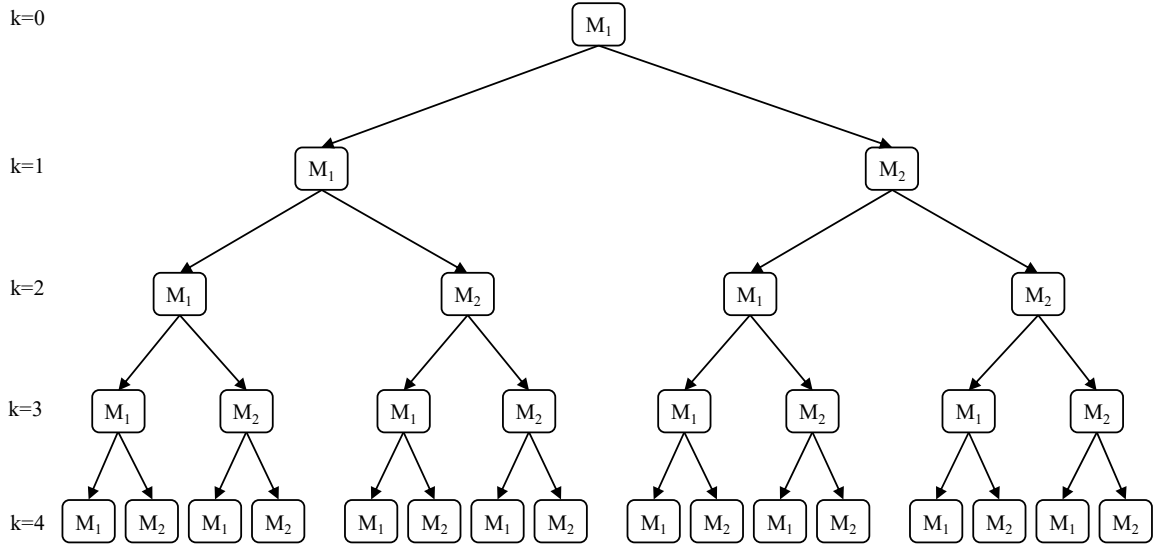 k=0 M₁
k=1 M₁ M₂
k=2 M₁ M₂ M₁ M₂
k=3 M₁ M₂ M₁ M₂ M₁ M₂ M₁ M₂
k=4 M₁ M₂ M₁ M₂ M₁ M₂ M₁ M₂ M₁ M₂ M₁ M₂ M₁ M₂ M₁ M₂